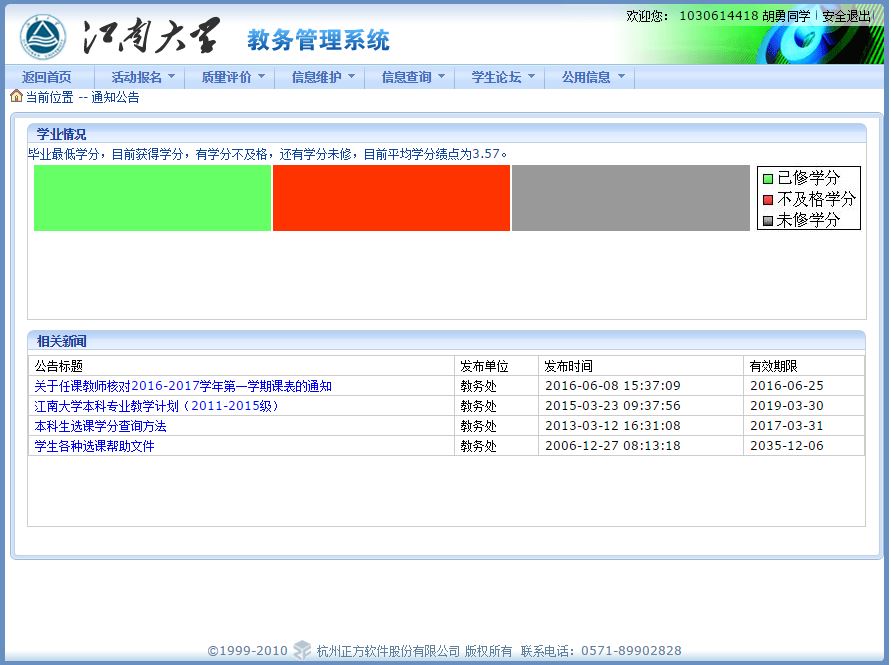 江南大学 教务管理系统 欢迎您： 1030614418 胡勇同学 | 安全退出
返回首页 活动报名 质量评价 信息维护 信息查询 学生论坛 公用信息
当前位置 -- 通知公告
学业情况
毕业最低学分，目前获得学分，有学分不及格，还有学分未修，目前平均学分绩点为3.57。
已修学分
不及格学分
未修学分
相关新闻
公告标题 发布单位 发布时间 有效期限
关于任课教师核对2016-2017学年第一学期课表的通知 教务处 2016-06-08 15:37:09 2016-06-25
江南大学本科专业教学计划（2011-2015级） 教务处 2015-03-23 09:37:56 2019-03-30
本科生选课学分查询方法 教务处 2013-03-12 16:31:08 2017-03-31
学生各种选课帮助文件 教务处 2006-12-27 08:13:18 2035-12-06
©1999-2010 杭州正方软件股份有限公司 版权所有 联系电话：0571-89902828